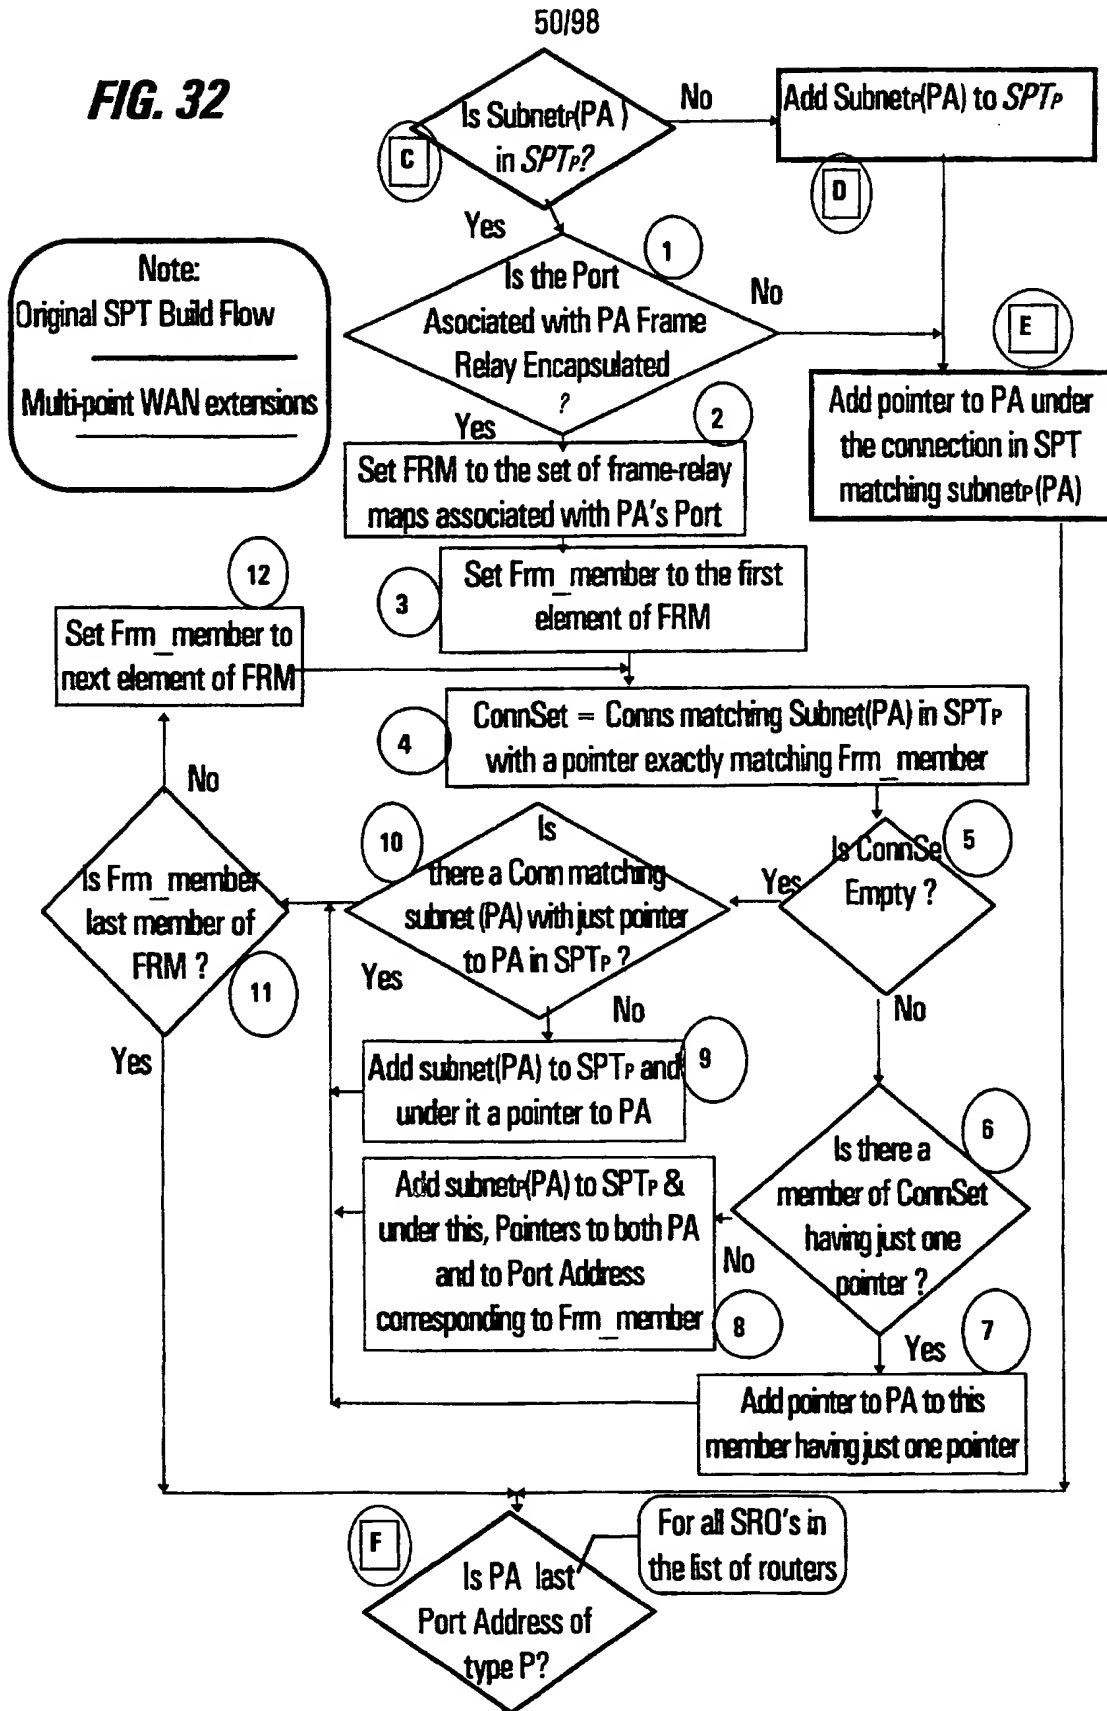 50/98
FIG. 32
Is SubnetP(PA )
in SPTP?
C
No
Add SubnetP(PA) to SPTP
D
Yes
Note:
Original SPT Build Flow
Multi-point WAN extensions
1
Is the Port
Asociated with PA Frame
Relay Encapsulated
?
No
E
Add pointer to PA under
the connection in SPT
matching subnetP(PA)
Yes
2
Set FRM to the set of frame-relay
maps associated with PA's Port
3
Set Frm_member to the first
element of FRM
12
Set Frm_member to
next element of FRM
4
ConnSet = Conns matching Subnet(PA) in SPTP
with a pointer exactly matching Frm_member
No
5
Is ConnSe
Empty ?
Yes
10
Is
there a Conn matching
subnet (PA) with just pointer
to PA in SPTP ?
Is Frm_member
last member of
FRM ?
11
Yes
No
No
Yes
9
Add subnet(PA) to SPTP and
under it a pointer to PA
6
Is there a
member of ConnSet
having just one
pointer ?
Add subnetP(PA) to SPTP &
under this, Pointers to both PA
and to Port Address
corresponding to Frm_member
8
No
Yes
7
Add pointer to PA to this
member having just one pointer
F
For all SRO's in
the list of routers
Is PA last
Port Address of
type P?